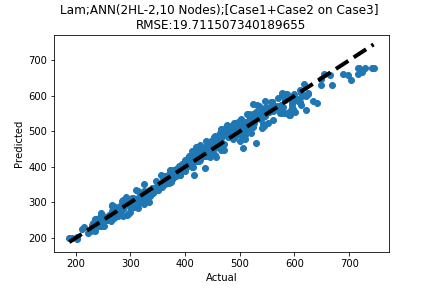 Lam;ANN(2HL-2,10 Nodes);[Case1+Case2 on Case3]
RMSE:19.711507340189655
700
600
500
400
300
200
Predicted
200 300 400 500 600 700
Actual